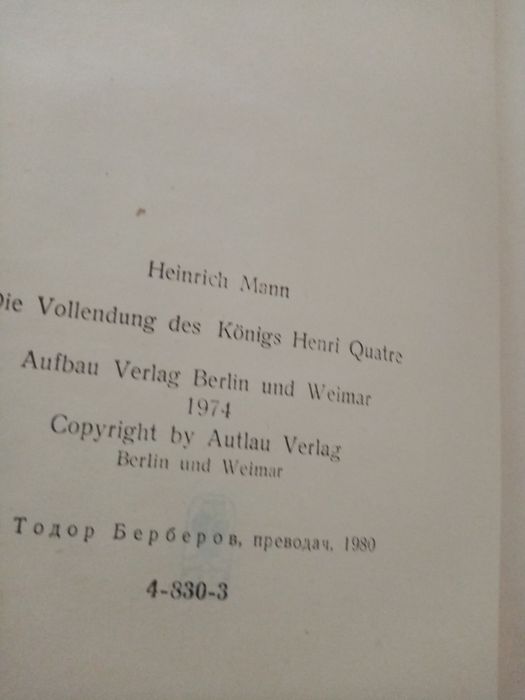 Heinrich Mann
Die Vollendung des Königs Henri Quatre
Aufbau Verlag Berlin und Weimar
1974
Copyright by Autlau Verlag
Berlin und Weimar
Тодор Берберов, преводач, 1980
4-830-3